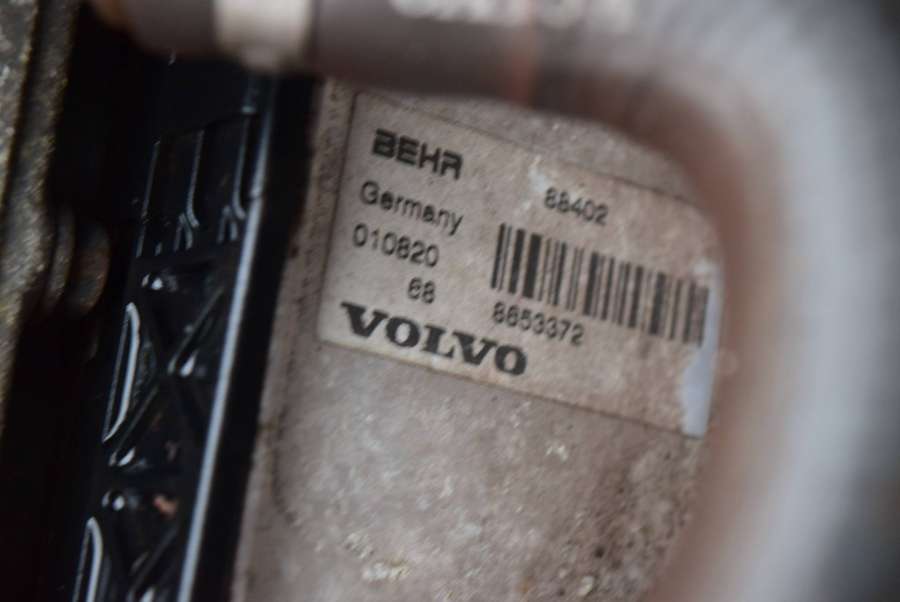 BEHR
88402
Germany
010820
68
8653372
VOLVO